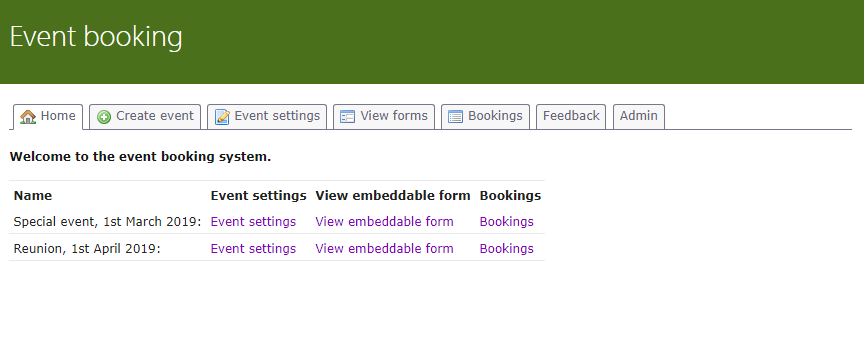 Event booking
Home Create event Event settings View forms Bookings Feedback Admin
Welcome to the event booking system.
Name Event settings View embeddable form Bookings
Special event, 1st March 2019: Event settings View embeddable form Bookings
Reunion, 1st April 2019: Event settings View embeddable form Bookings